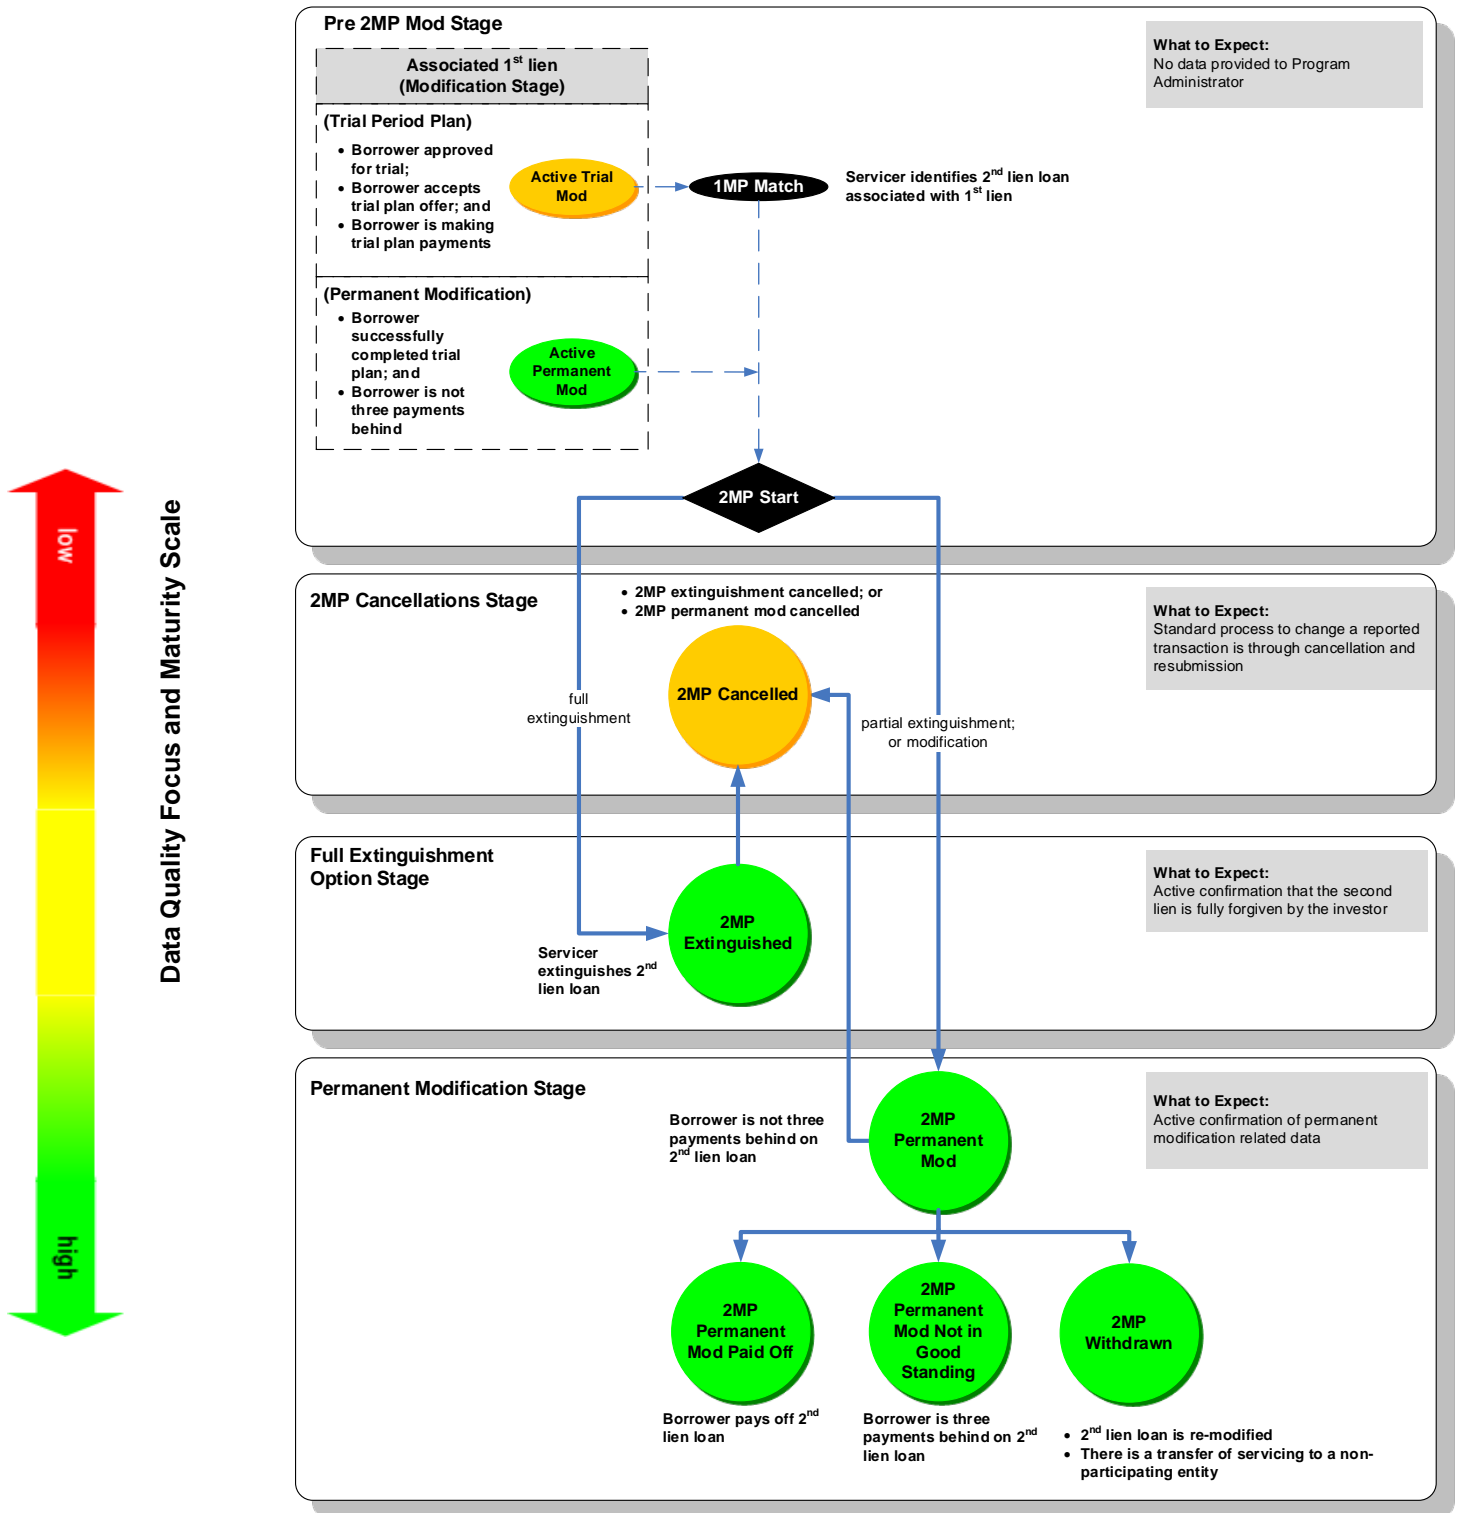 Pre 2MP Mod Stage
What to Expect:
No data provided to Program
Administrator
Associated 1st lien
(Modification Stage)
(Trial Period Plan)
• Borrower approved
for trial;
• Borrower accepts
trial plan offer; and
• Borrower is making
trial plan payments
Active Trial
Mod
1MP Match
Servicer identifies 2nd lien loan
associated with 1st lien
(Permanent Modification)
• Borrower
successfully
completed trial
plan; and
• Borrower is not
three payments
behind
Active
Permanent
Mod
2MP Start
low
Data Quality Focus and Maturity Scale
high
2MP Cancellations Stage
• 2MP extinguishment cancelled; or
• 2MP permanent mod cancelled
What to Expect:
Standard process to change a reported
transaction is through cancellation and
resubmission
2MP Cancelled
full
extinguishment
partial extinguishment;
or modification
Full Extinguishment
Option Stage
What to Expect:
Active confirmation that the second
lien is fully forgiven by the investor
2MP
Extinguished
Servicer
extinguishes 2nd
lien loan
Permanent Modification Stage
What to Expect:
Active confirmation of permanent
modification related data
Borrower is not three
payments behind on
2nd lien loan
2MP
Permanent
Mod
2MP
Permanent
Mod Paid Off
2MP
Permanent
Mod Not in
Good
Standing
2MP
Withdrawn
Borrower pays off 2nd
lien loan
Borrower is three
payments behind on 2nd
lien loan
• 2nd lien loan is re-modified
• There is a transfer of servicing to a non-
participating entity